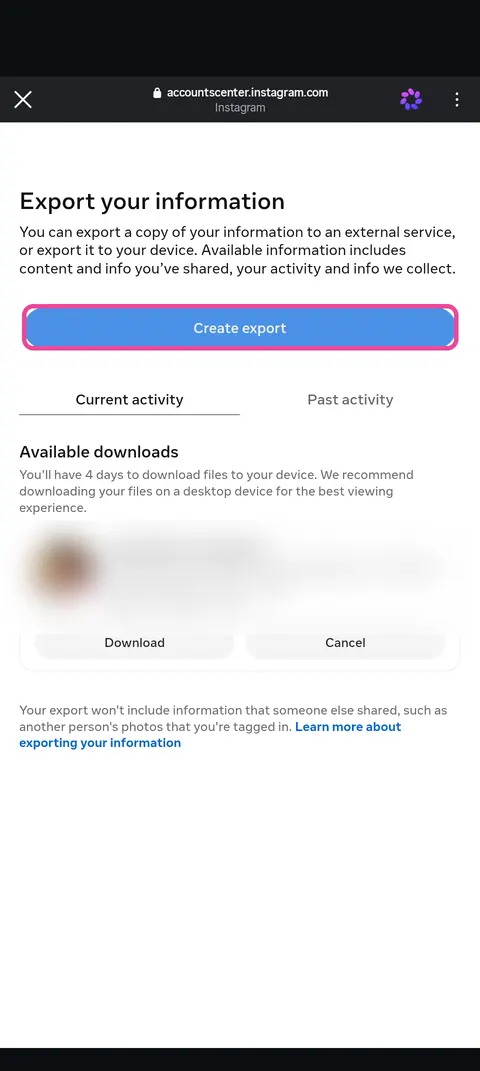 accountscenter.instagram.com
Instagram
Export your information
You can export a copy of your information to an external service,
or export it to your device. Available information includes
content and info you’ve shared, your activity and info we collect.
Create export
Current activity
Past activity
Available downloads
You’ll have 4 days to download files to your device. We recommend
downloading your files on a desktop device for the best viewing
experience.
Download
Cancel
Your export won't include information that someone else shared, such as
another person's photos that you're tagged in. Learn more about
exporting your information